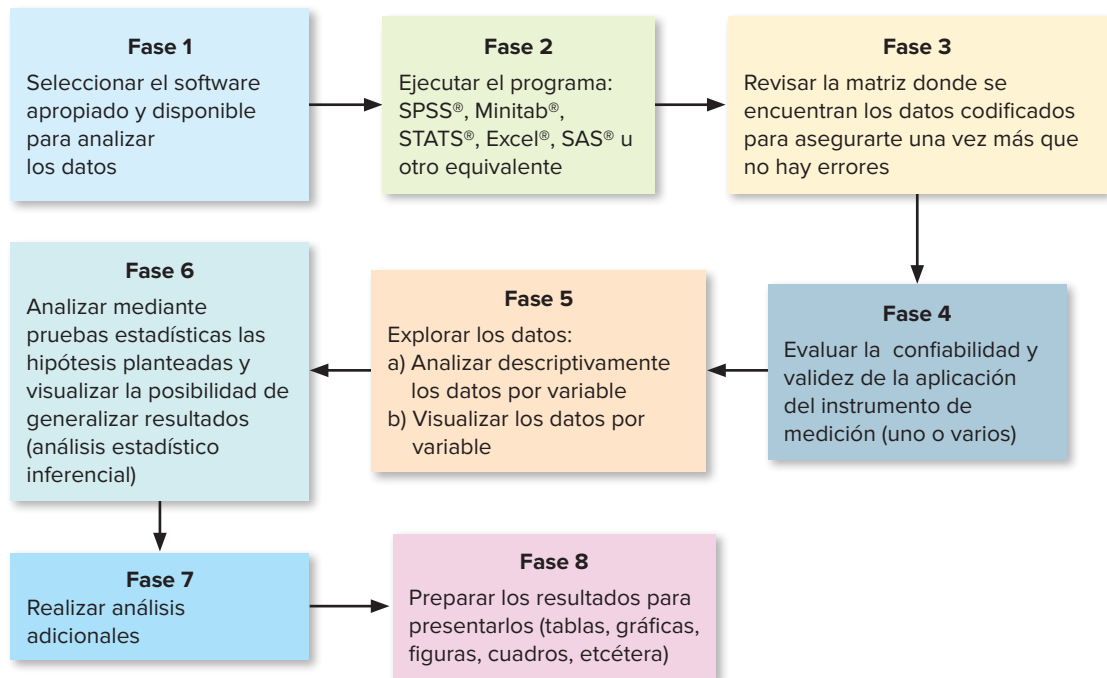 Fase 1
Seleccionar el software
apropiado y disponible
para analizar
los datos
Fase 2
Ejecutar el programa:
SPSS®, Minitab®,
STATS®, Excel®, SAS® u
otro equivalente
Fase 3
Revisar la matriz donde se
encuentran los datos codificados
para asegurarte una vez más que
no hay errores
Fase 4
Evaluar la confiabilidad y
validez de la aplicación
del instrumento de
medición (uno o varios)
Fase 5
Explorar los datos:
a) Analizar descriptivamente
los datos por variable
b) Visualizar los datos por
variable
Fase 6
Analizar mediante
pruebas estadísticas las
hipótesis planteadas y
visualizar la posibilidad de
generalizar resultados
(análisis estadístico
inferencial)
Fase 7
Realizar análisis
adicionales
Fase 8
Preparar los resultados para
presentarlos (tablas, gráficas,
figuras, cuadros, etcétera)